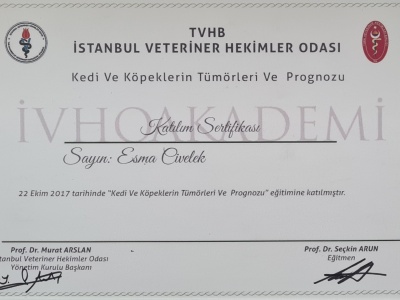 TVHB
İSTANBUL VETERİNER HEKİMLER ODASI
Kedi Ve Köpeklerin Tümörleri Ve Prognozu
İVHOAKADEMİ
Katılım Sertifikası
Sayın: Esma Civelek
22 Ekim 2017 tarihinde "Kedi Ve Köpeklerin Tümörleri Ve Prognozu" eğitimine katılmıştır.
Prof. Dr. Murat ARSLAN
stanbul Veteriner Hekimler Odası
Yönetim Kurulu Başkanı
Prof. Dr. Seçkin ARUN
Eğitmen